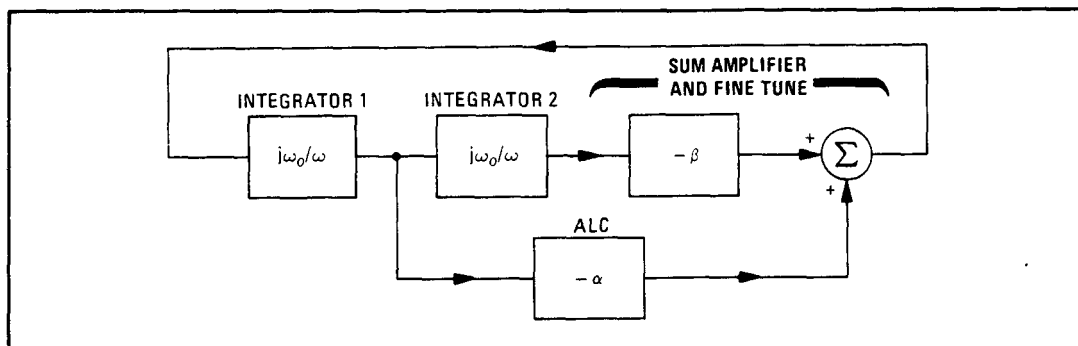 SUM AMPLIFIER
AND FINE TUNE
INTEGRATOR 1
INTEGRATOR 2
jω₀/ω
jω₀/ω
− β
+
Σ
+
ALC
− α